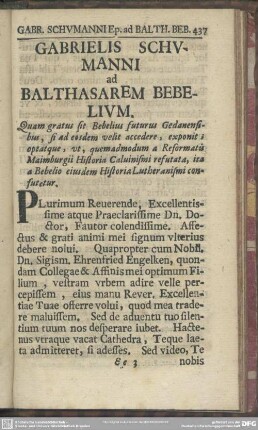 GABR. SCHVMANNI Ep. ad BALTH. BEB. 437
GABRIELIS SCHV-
MANNI
ad
BALTHASAREM BEBE-
LIVM.
Quam gratus sit Bebelius futurus Gedanensi-
bus, si ad eosdem velit accedere, exponit;
optatque, vt, quemadmodum a Reformatis
Maimburgii Historia Caluinismi refutata, ita
a Bebelio eiusdem Historia Lutheranismi con-
futetur.
PLurimum Reuerende, Excellentis-
sime atque Praeclarissime Dn. Do-
ctor, Fautor colendissime. Affe-
ctus & grati animi mei signum vlterius
debere nolui. Quapropter cum Nobil.
Dn. Sigism. Ehrenfried Engelken, quon-
dam Collegae & Affinis mei optimum Fi-
lium, vestram vrbem adire velle per-
cepissem, eius manu Rever. Excellen-
tiae Tuae offerre volui, quod mea trade-
re maluissem. Sed de aduentu tuo silen-
tium tuum nos desperare iubet. Hacte-
nus vtraque vacat Cathedra, Teque lae-
ta admitteret, si adesses. Sed video, Te
Ee 3 nobis